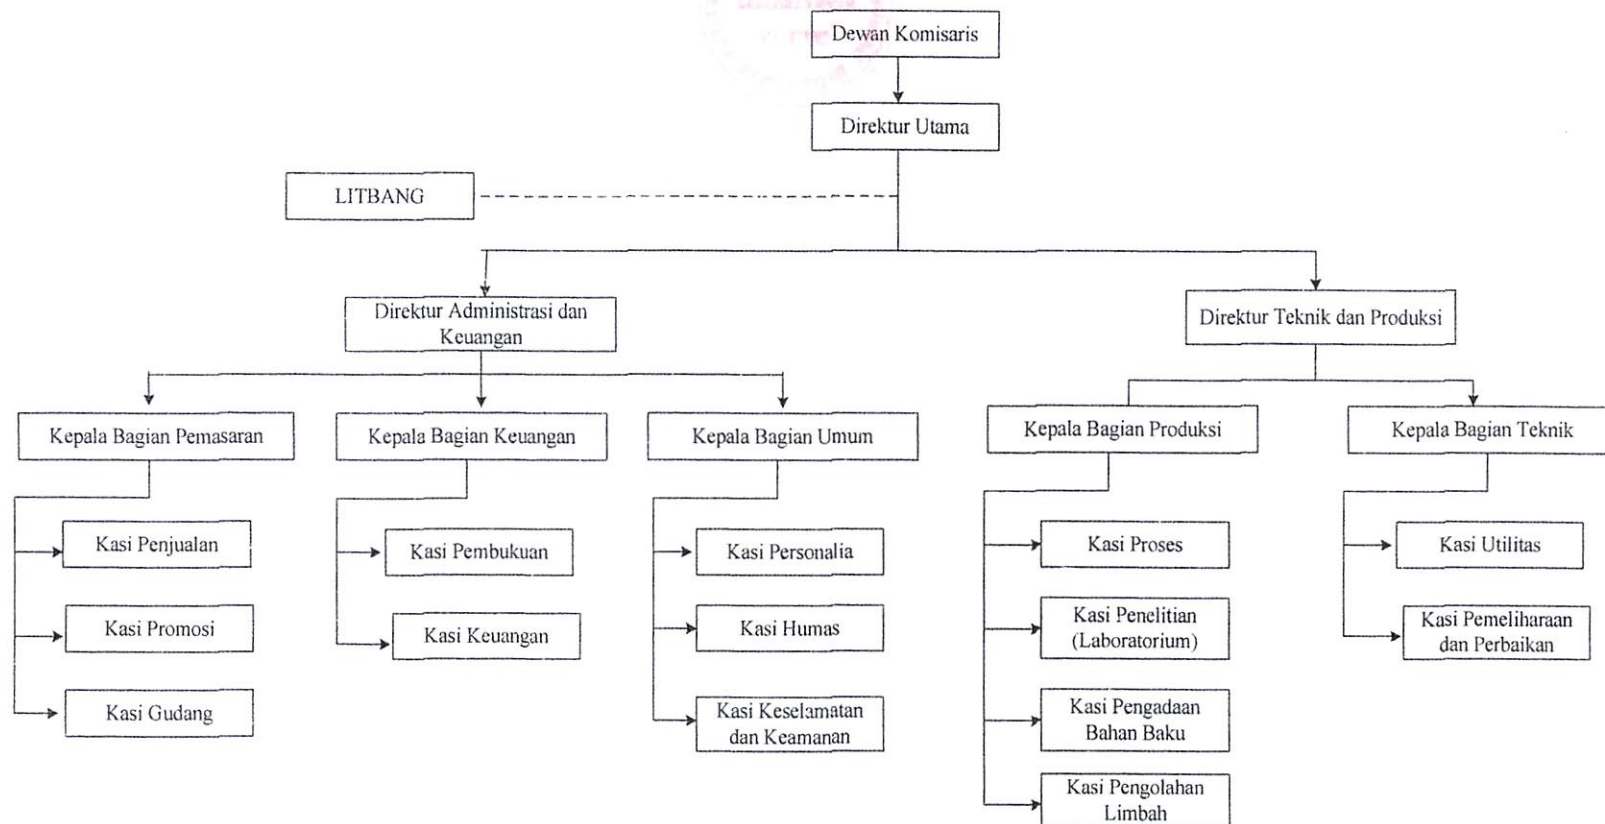 Dewan Komisaris
Direktur Utama
LITBANG
Direktur Administrasi dan
Keuangan
Direktur Teknik dan Produksi
Kepala Bagian Pemasaran
Kepala Bagian Keuangan
Kepala Bagian Umum
Kepala Bagian Produksi
Kepala Bagian Teknik
Kasi Penjualan
Kasi Promosi
Kasi Gudang
Kasi Pembukuan
Kasi Keuangan
Kasi Personalia
Kasi Humas
Kasi Keselamatan
dan Keamanan
Kasi Proses
Kasi Penelitian
(Laboratorium)
Kasi Pengadaan
Bahan Baku
Kasi Pengolahan
Limbah
Kasi Utilitas
Kasi Pemeliharaan
dan Perbaikan